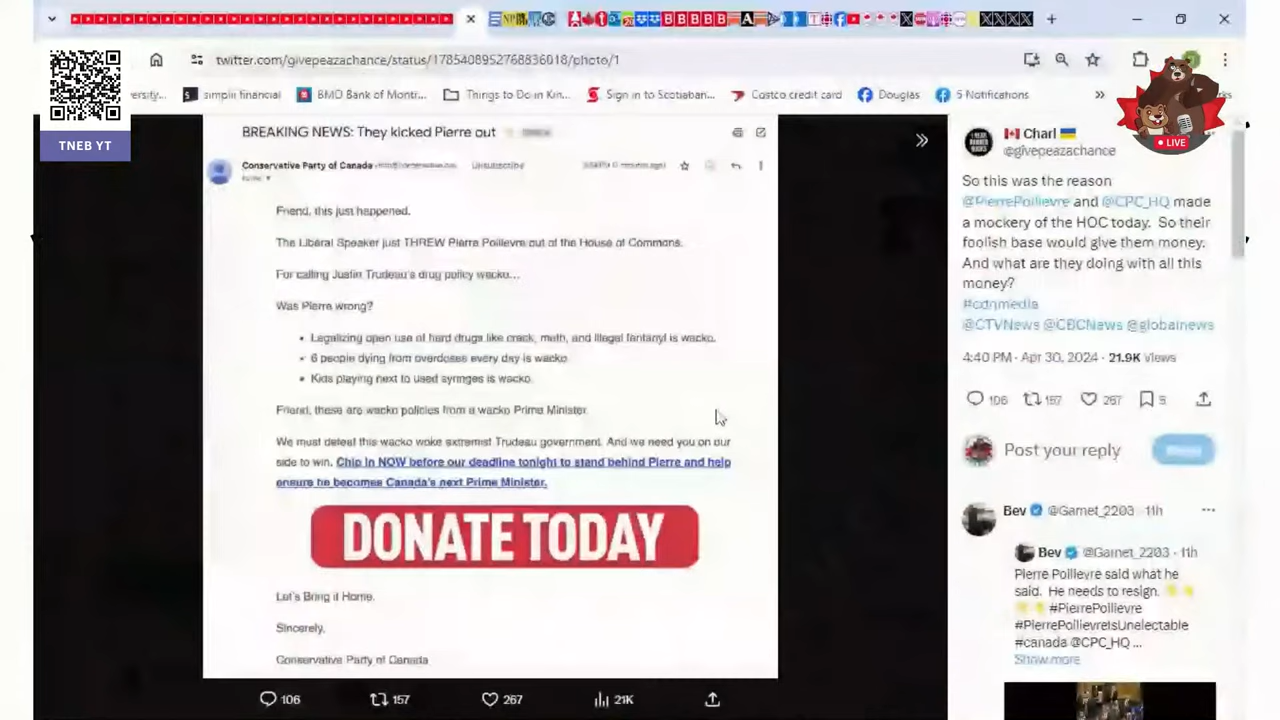 twitter.com/givepeazachance/status/1785408952768836018/photo/1
simplii financial
BMO Bank of Montr...
Things to Do in Kin...
Sign in to Scotiaban...
Costco credit card
Douglas
5 Notifications
»
TNEB YT
LIVE
BREAKING NEWS: They kicked Pierre out
Conservative Party of Canada
Unsubscribe
Friend, this just happened.
The Liberal Speaker just THREW Pierre Poilievre out of the House of Commons.
For calling Justin Trudeau's drug policy wacko...
Was Pierre wrong?
• Legalizing open use of hard drugs like crack, meth, and illegal fentanyl is wacko.
• 6 people dying from overdoses every day is wacko.
• Kids playing next to used syringes is wacko.
Friend, these are wacko policies from a wacko Prime Minister.
We must defeat this wacko woke extremist Trudeau government. And we need you on our
side to win. Chip in NOW before our deadline tonight to stand behind Pierre and help
ensure he becomes Canada's next Prime Minister.
DONATE TODAY
Let's Bring it Home.
Sincerely,
Conservative Party of Canada
106
157
267
21K
Charl
@givepeazachance
So this was the reason
@PierrePoilievre and @CPC_HQ made
a mockery of the HOC today. So their
foolish base would give them money.
And what are they doing with all this
money?
#cdnmedia
@CTVNews @CBCNews @globalnews
4:40 PM · Apr 30, 2024 · 21.9K Views
106
157
267
5
Post your reply
Bev @Garnet_2203 · 11h
Bev @Garnet_2203 · 11h
Pierre Poilievre said what he
said. He needs to resign.
#PierrePoilievre
#PierrePoilievreIsUnelectable
#canada @CPC_HQ ...
Show more